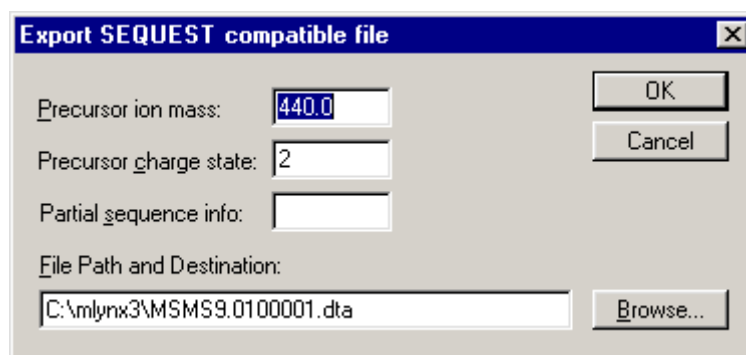 Export SEQUEST compatible file
Precursor ion mass: 440.0
OK
Precursor charge state: 2
Cancel
Partial sequence info:
File Path and Destination:
C:\mlynx3\MSMS9.0100001.dta
Browse...